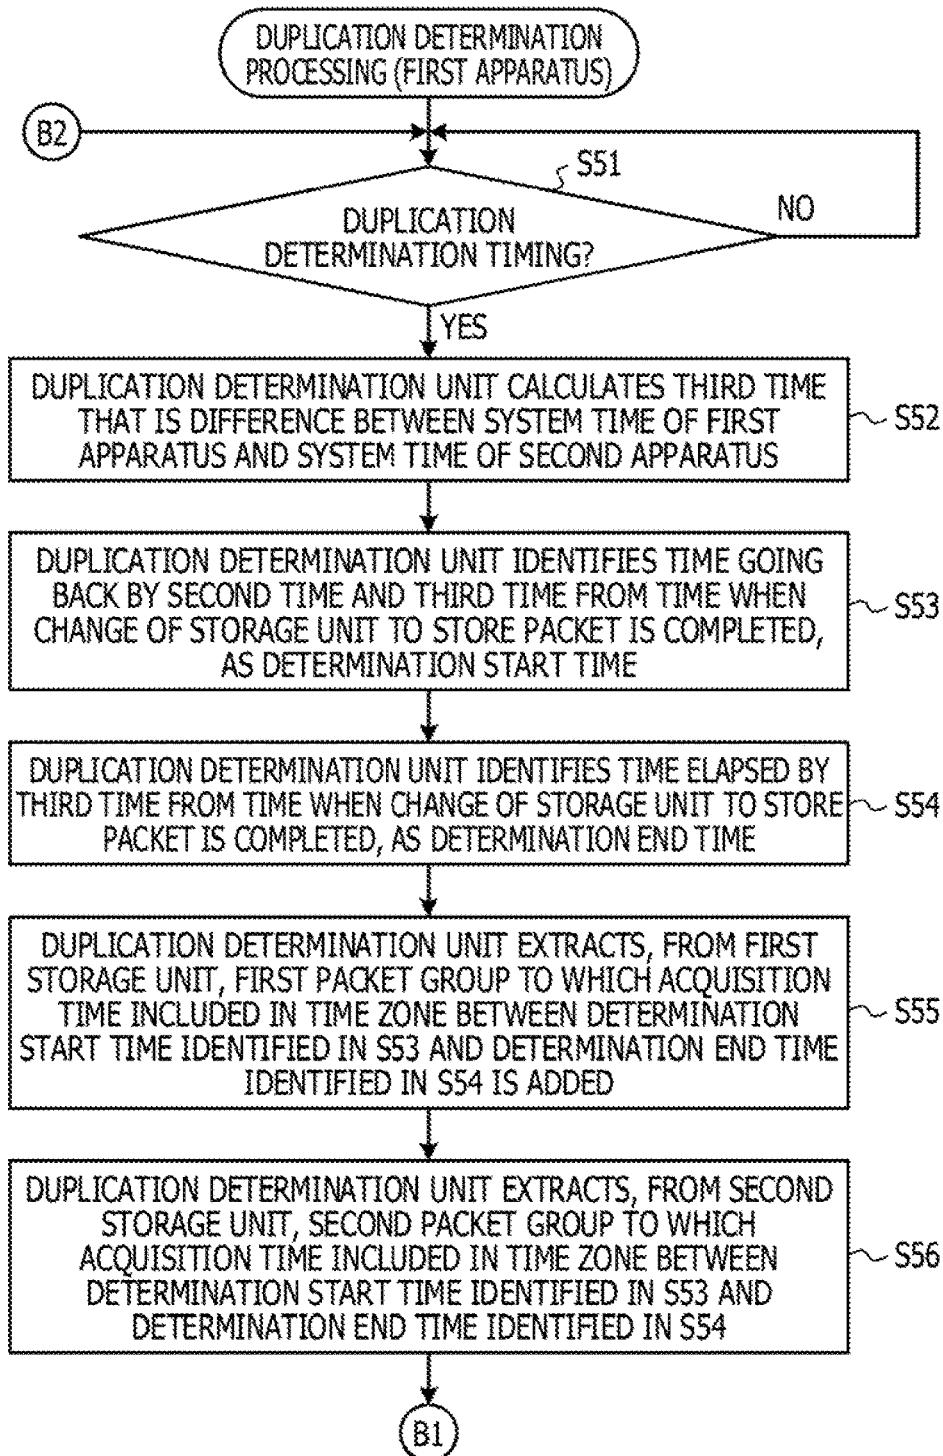 DUPLICATION DETERMINATION
PROCESSING (FIRST APPARATUS)
B2
S51
NO
DUPLICATION
DETERMINATION TIMING?
YES
DUPLICATION DETERMINATION UNIT CALCULATES THIRD TIME
THAT IS DIFFERENCE BETWEEN SYSTEM TIME OF FIRST
APPARATUS AND SYSTEM TIME OF SECOND APPARATUS
S52
DUPLICATION DETERMINATION UNIT IDENTIFIES TIME GOING
BACK BY SECOND TIME AND THIRD TIME FROM TIME WHEN
CHANGE OF STORAGE UNIT TO STORE PACKET IS COMPLETED,
AS DETERMINATION START TIME
S53
DUPLICATION DETERMINATION UNIT IDENTIFIES TIME ELAPSED BY
THIRD TIME FROM TIME WHEN CHANGE OF STORAGE UNIT TO STORE
PACKET IS COMPLETED, AS DETERMINATION END TIME
S54
DUPLICATION DETERMINATION UNIT EXTRACTS, FROM FIRST
STORAGE UNIT, FIRST PACKET GROUP TO WHICH ACQUISITION
TIME INCLUDED IN TIME ZONE BETWEEN DETERMINATION
START TIME IDENTIFIED IN S53 AND DETERMINATION END TIME
IDENTIFIED IN S54 IS ADDED
S55
DUPLICATION DETERMINATION UNIT EXTRACTS, FROM SECOND
STORAGE UNIT, SECOND PACKET GROUP TO WHICH
ACQUISITION TIME INCLUDED IN TIME ZONE BETWEEN
DETERMINATION START TIME IDENTIFIED IN S53 AND
DETERMINATION END TIME IDENTIFIED IN S54
S56
B1